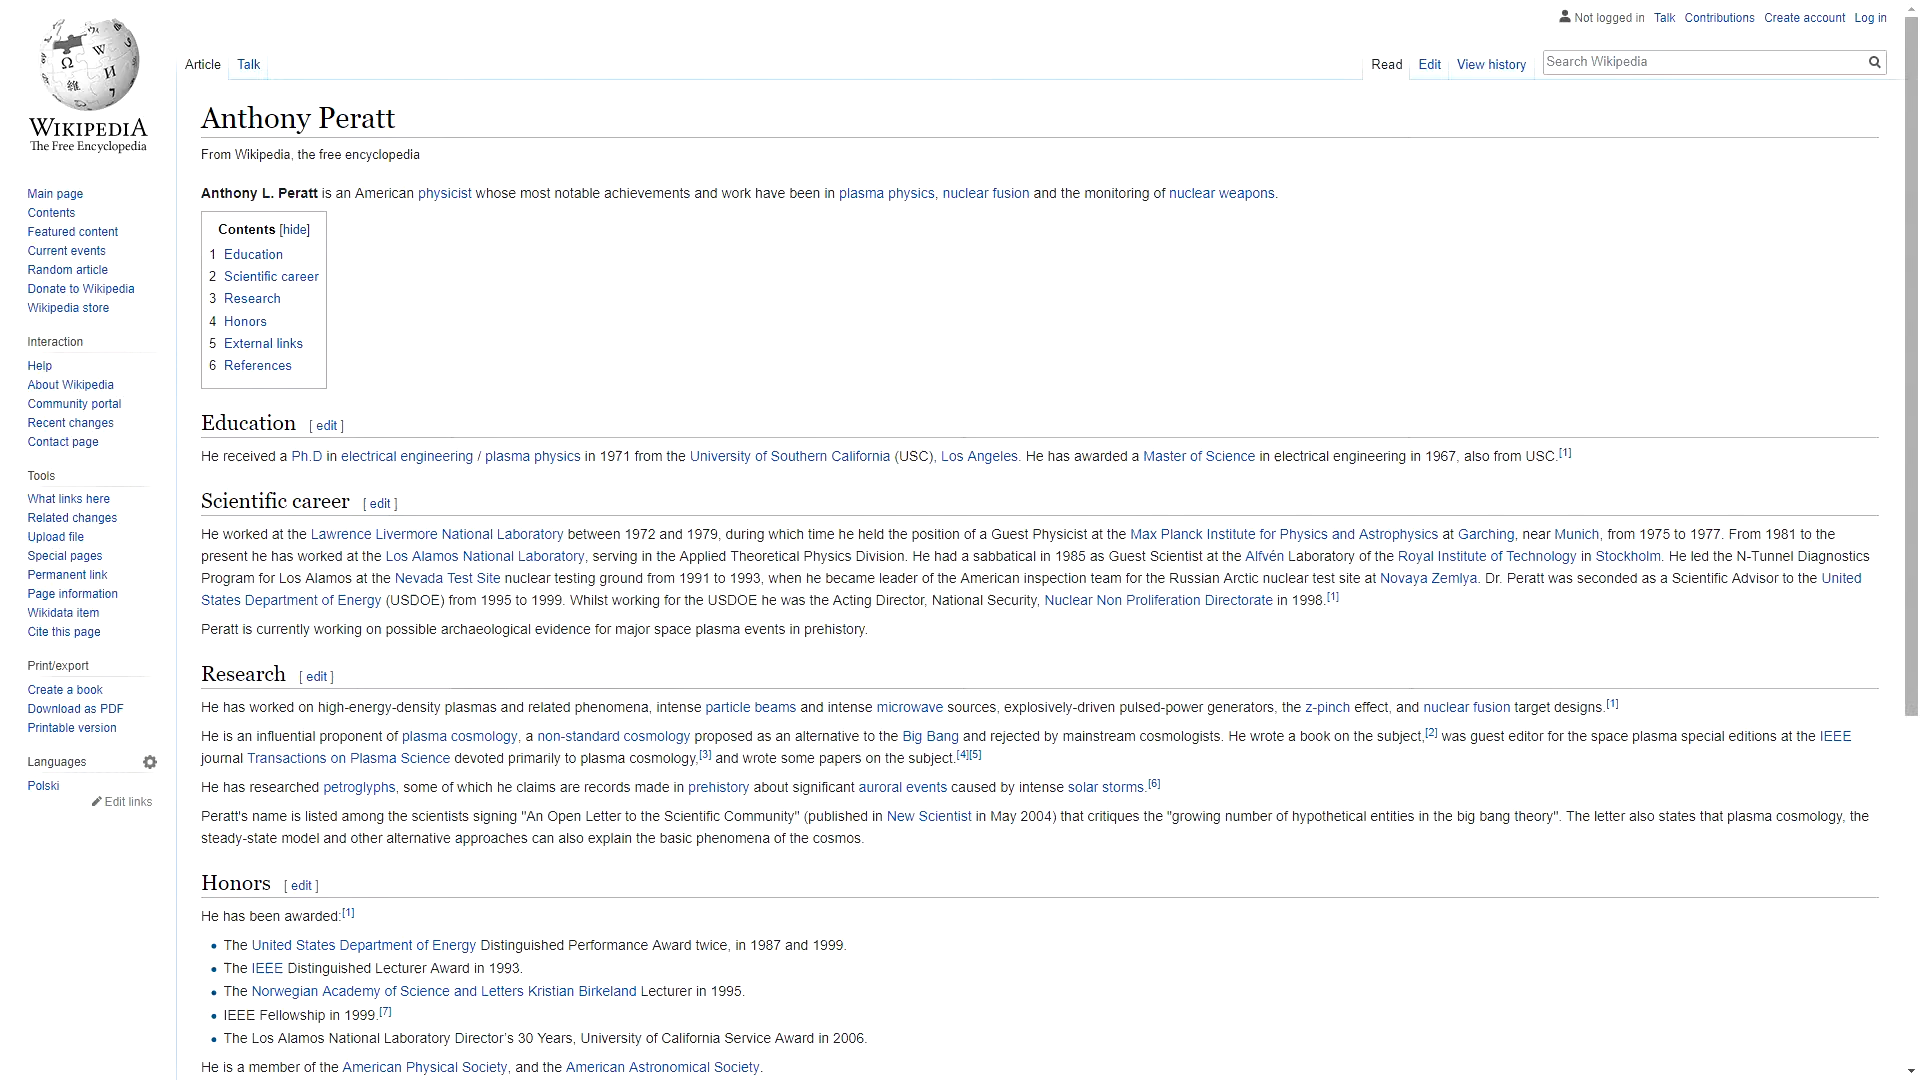 Not logged in Talk Contributions Create account Log in
Article Talk Read Edit View history Search Wikipedia
WIKIPEDIA
The Free Encyclopedia
Main page
Contents
Featured content
Current events
Random article
Donate to Wikipedia
Wikipedia store
Interaction
Help
About Wikipedia
Community portal
Recent changes
Contact page
Tools
What links here
Related changes
Upload file
Special pages
Permanent link
Page information
Wikidata item
Cite this page
Print/export
Create a book
Download as PDF
Printable version
Languages
Polski
Edit links
Anthony Peratt
From Wikipedia, the free encyclopedia
Anthony L. Peratt is an American physicist whose most notable achievements and work have been in plasma physics, nuclear fusion and the monitoring of nuclear weapons.
Contents [hide]
1 Education
2 Scientific career
3 Research
4 Honors
5 External links
6 References
Education [ edit ]
He received a Ph.D in electrical engineering / plasma physics in 1971 from the University of Southern California (USC), Los Angeles. He has awarded a Master of Science in electrical engineering in 1967, also from USC.[1]
Scientific career [ edit ]
He worked at the Lawrence Livermore National Laboratory between 1972 and 1979, during which time he held the position of a Guest Physicist at the Max Planck Institute for Physics and Astrophysics at Garching, near Munich, from 1975 to 1977. From 1981 to the
present he has worked at the Los Alamos National Laboratory, serving in the Applied Theoretical Physics Division. He had a sabbatical in 1985 as Guest Scientist at the Alfvén Laboratory of the Royal Institute of Technology in Stockholm. He led the N-Tunnel Diagnostics
Program for Los Alamos at the Nevada Test Site nuclear testing ground from 1991 to 1993, when he became leader of the American inspection team for the Russian Arctic nuclear test site at Novaya Zemlya. Dr. Peratt was seconded as a Scientific Advisor to the United
States Department of Energy (USDOE) from 1995 to 1999. Whilst working for the USDOE he was the Acting Director, National Security, Nuclear Non Proliferation Directorate in 1998.[1]
Peratt is currently working on possible archaeological evidence for major space plasma events in prehistory.
Research [ edit ]
He has worked on high-energy-density plasmas and related phenomena, intense particle beams and intense microwave sources, explosively-driven pulsed-power generators, the z-pinch effect, and nuclear fusion target designs.[1]
He is an influential proponent of plasma cosmology, a non-standard cosmology proposed as an alternative to the Big Bang and rejected by mainstream cosmologists. He wrote a book on the subject,[2] was guest editor for the space plasma special editions at the IEEE
journal Transactions on Plasma Science devoted primarily to plasma cosmology,[3] and wrote some papers on the subject.[4][5]
He has researched petroglyphs, some of which he claims are records made in prehistory about significant auroral events caused by intense solar storms.[6]
Peratt's name is listed among the scientists signing "An Open Letter to the Scientific Community" (published in New Scientist in May 2004) that critiques the "growing number of hypothetical entities in the big bang theory". The letter also states that plasma cosmology, the
steady-state model and other alternative approaches can also explain the basic phenomena of the cosmos.
Honors [ edit ]
He has been awarded:[1]
The United States Department of Energy Distinguished Performance Award twice, in 1987 and 1999.
The IEEE Distinguished Lecturer Award in 1993.
The Norwegian Academy of Science and Letters Kristian Birkeland Lecturer in 1995.
IEEE Fellowship in 1999.[7]
The Los Alamos National Laboratory Director's 30 Years, University of California Service Award in 2006.
He is a member of the American Physical Society, and the American Astronomical Society.